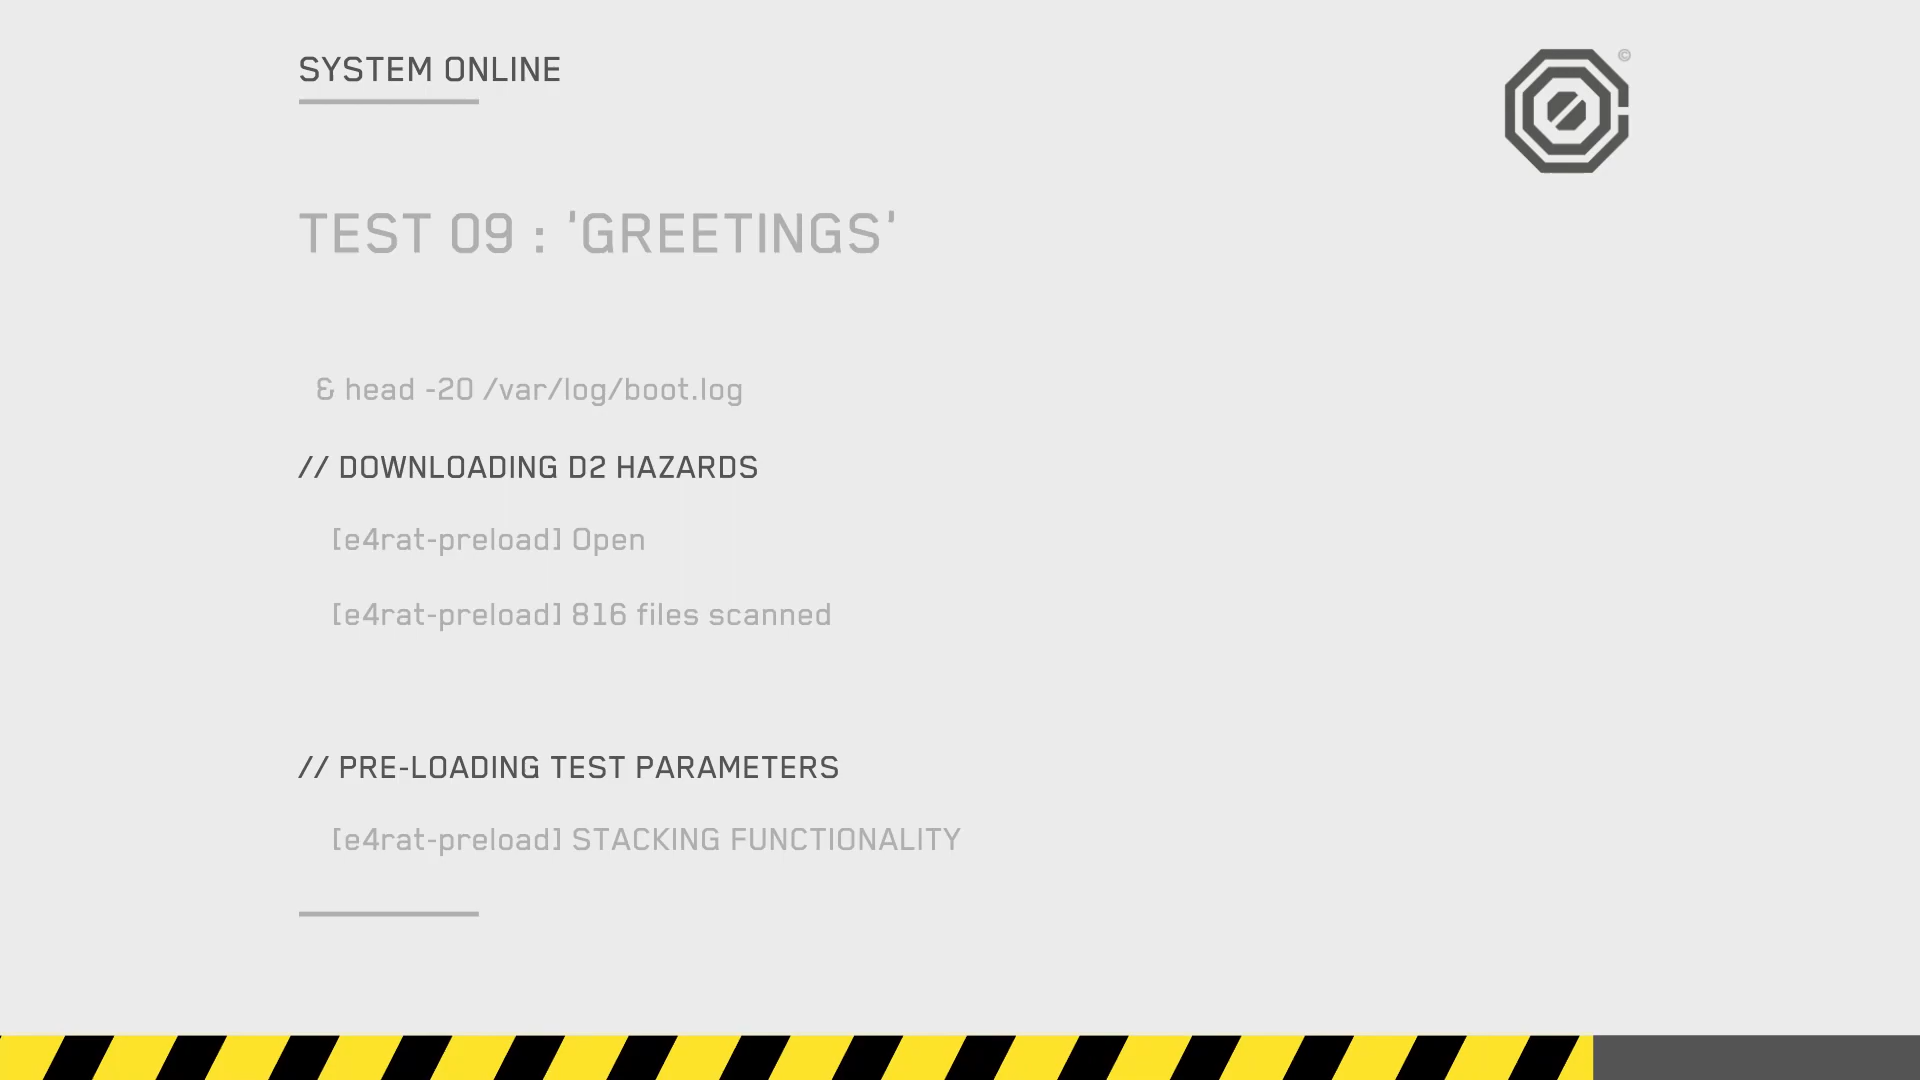 SYSTEM ONLINE
©
TEST 09 : 'GREETINGS'
& head -20 /var/log/boot.log
// DOWNLOADING D2 HAZARDS
[e4rat-preload] Open
[e4rat-preload] 816 files scanned
// PRE-LOADING TEST PARAMETERS
[e4rat-preload] STACKING FUNCTIONALITY